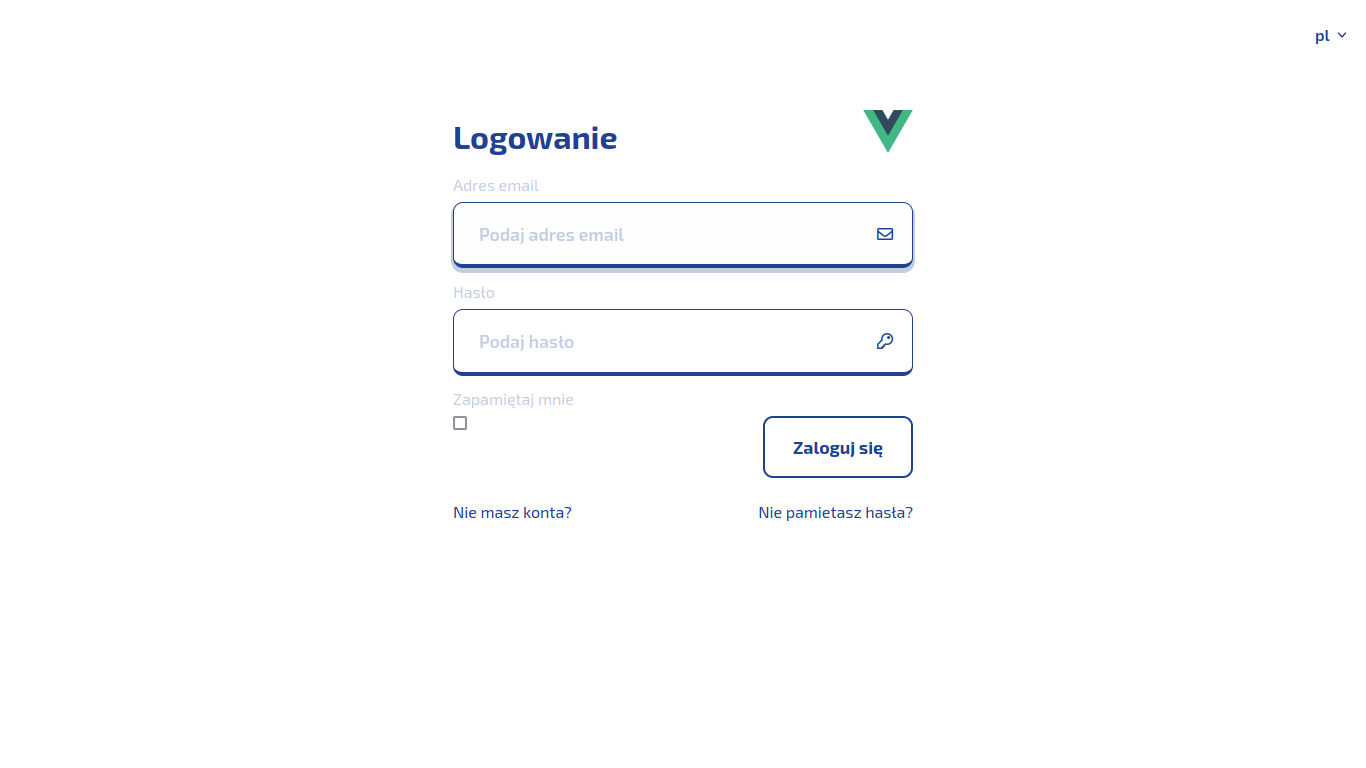 pl
Logowanie
Adres email
Podaj adres email
Hasło
Podaj hasło
Zapamiętaj mnie
Zaloguj się
Nie masz konta?
Nie pamietasz hasła?